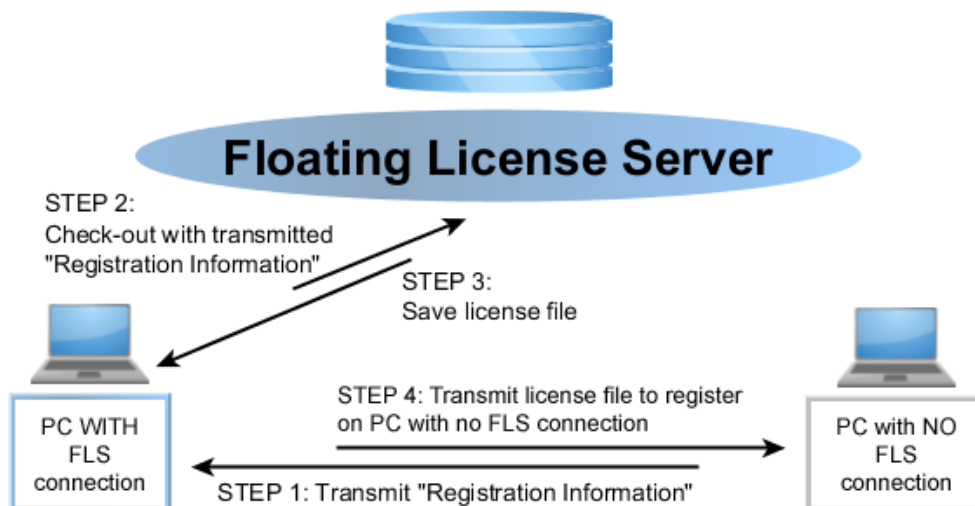 Floating License Server
STEP 2:
Check-out with transmitted
"Registration Information"
STEP 3:
Save license file
STEP 4: Transmit license file to register
on PC with no FLS connection
PC WITH
FLS
connection
PC with NO
FLS
connection
STEP 1: Transmit "Registration Information"